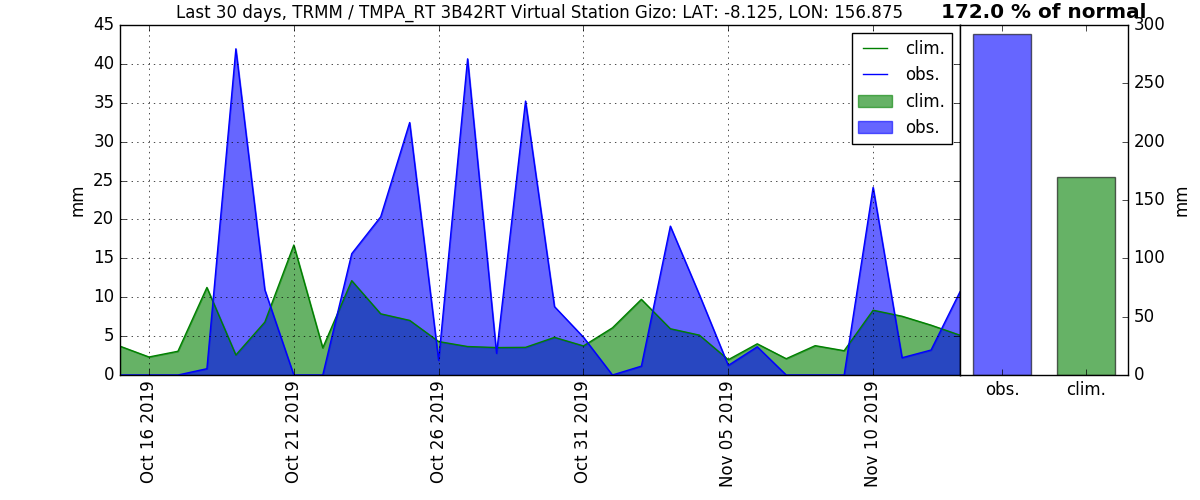 Last 30 days, TRMM / TMPA_RT 3B42RT Virtual Station Gizo: LAT: -8.125, LON: 156.875
172.0 % of normal
45
40
35
30
25
20
15
10
5
0
mm
clim.
obs.
clim.
obs.
Oct 16 2019
Oct 21 2019
Oct 26 2019
Oct 31 2019
Nov 05 2019
Nov 10 2019
300
250
200
150
100
50
0
mm
obs.
clim.